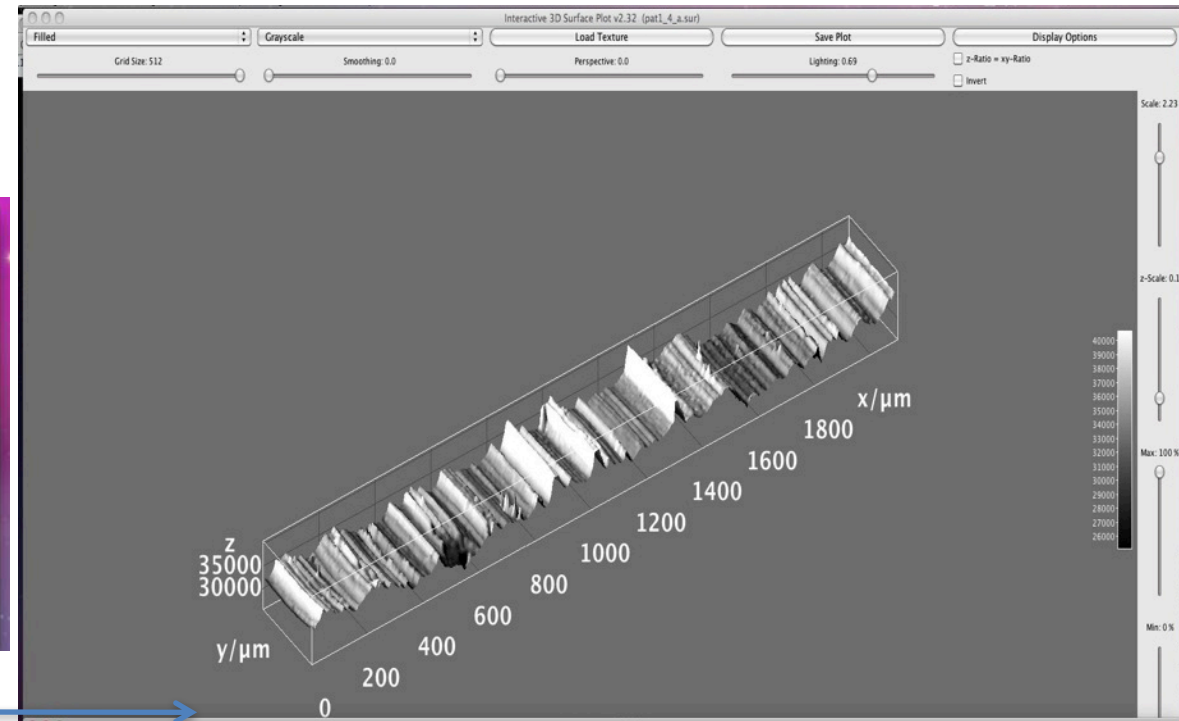 Interactive 3D Surface Plot v2.32 (pat1_4_a.sur)
Filled Grayscale Load Texture Save Plot Display Options
Grid Size: 512 Smoothing: 0.0 Perspective: 0.0 Lighting: 0.69 z-Ratio = xy-Ratio
Invert
Scale: 2.23
z-Scale: 0.1
40000
39000
38000
37000
36000
35000
34000
33000
32000
31000
30000
29000
28000
27000
26000
Max: 100 %
Min: 0 %
x/µm
1800
1600
1400
1200
1000
800
600
400
200
0
z
35000
30000
y/µm